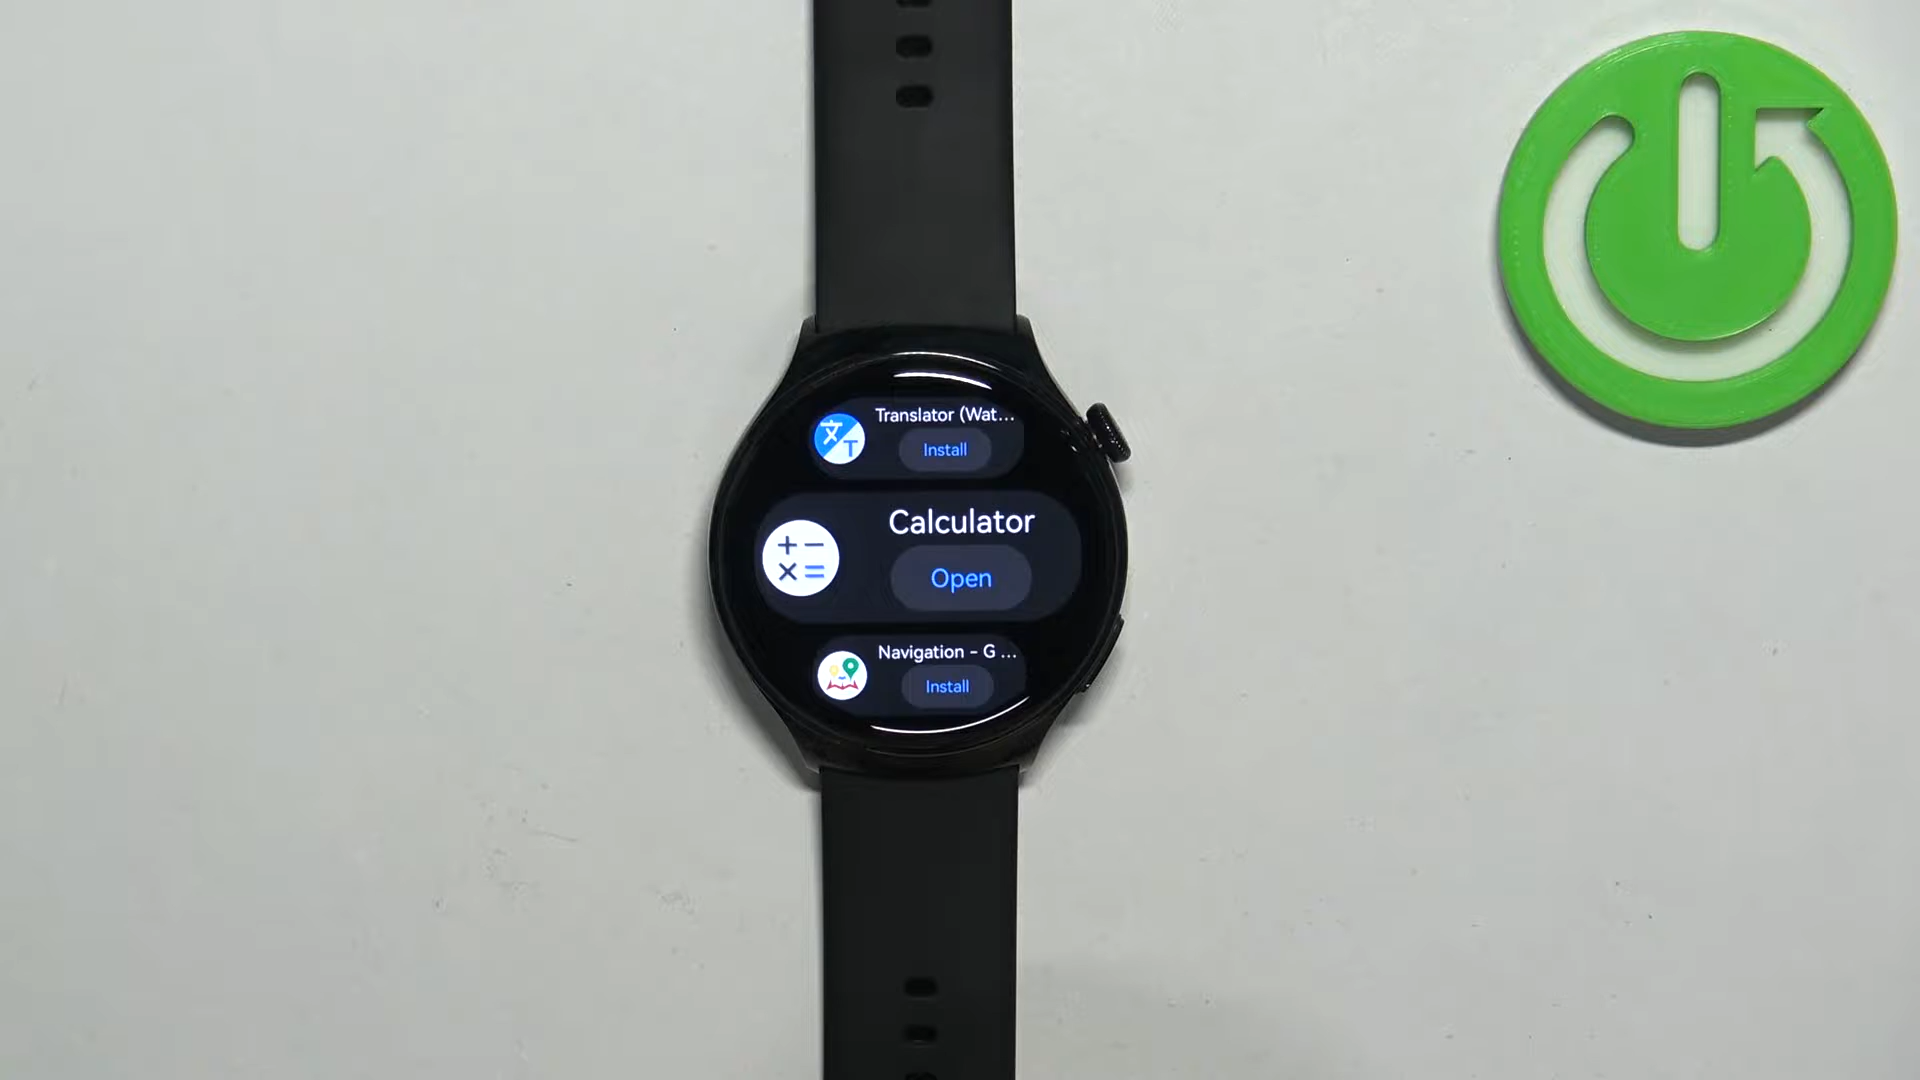 Translator (Wat...
Install
Calculator
Open
Navigation - G ...
Install